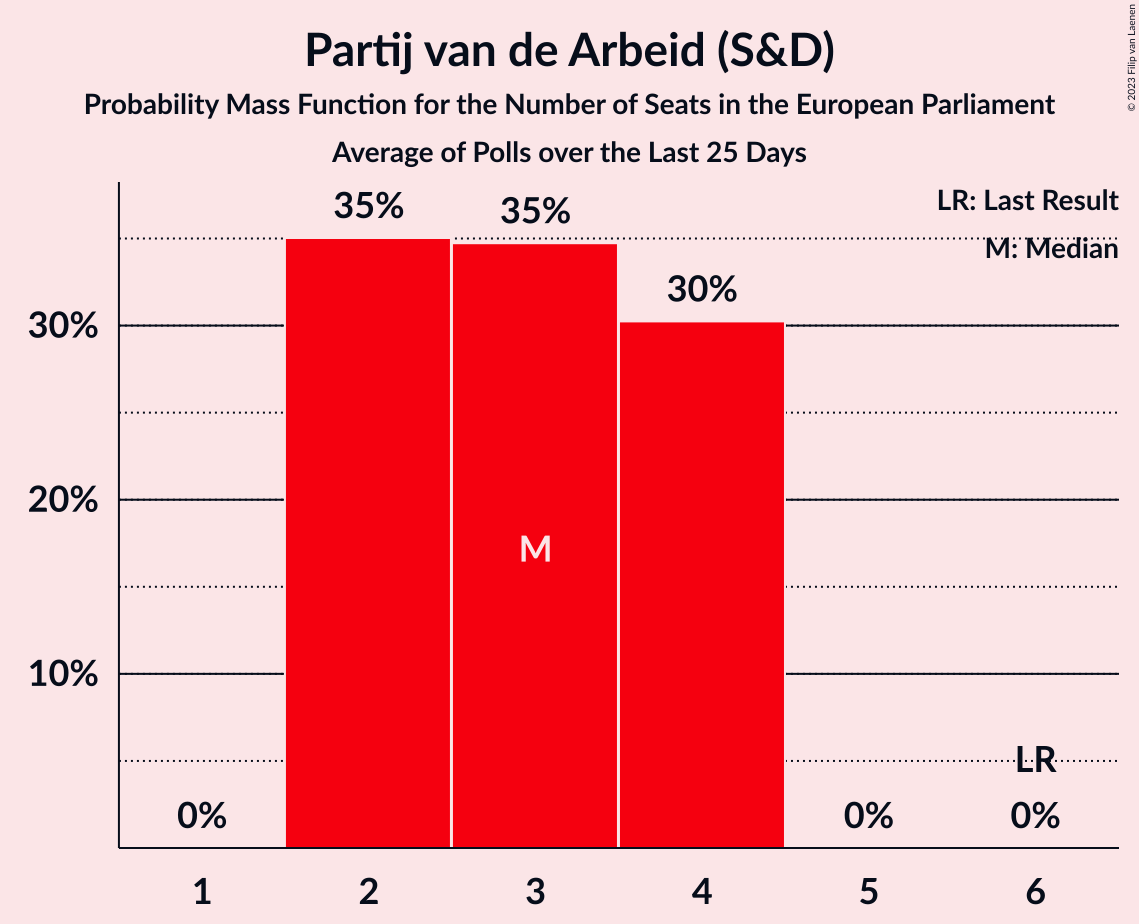 Partij van de Arbeid (S&D)
Probability Mass Function for the Number of Seats in the European Parliament
Average of Polls over the Last 25 Days
© 2023 Filip van Laenen
LR: Last Result
M: Median
35%
35%
30%
30%
20%
10%
M
LR
0%
0%
0%
1
2
3
4
5
6